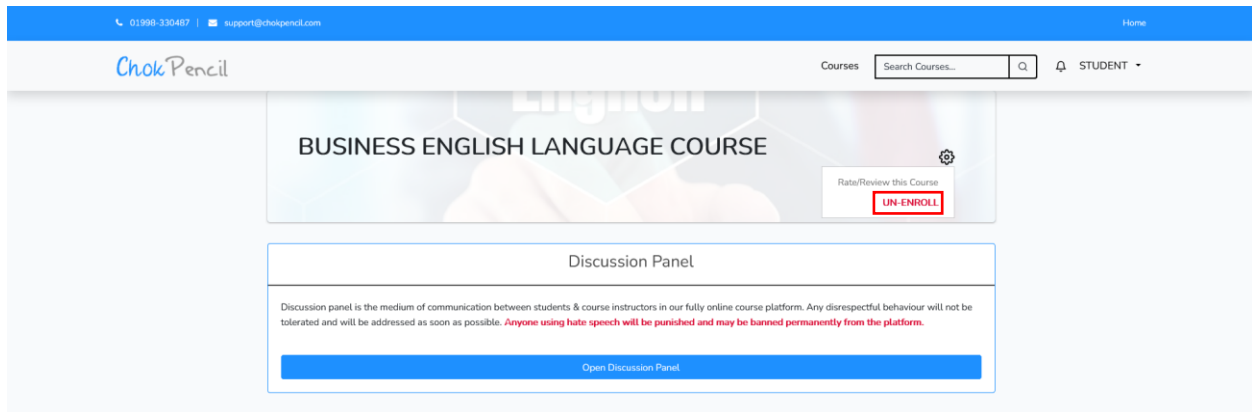 01998-330487 | support@chokpencil.com Home
ChokPencil Courses Search Courses... STUDENT
English
BUSINESS ENGLISH LANGUAGE COURSE
Rate/Review this Course
UN-ENROLL
Discussion Panel
Discussion panel is the medium of communication between students & course instructors in our fully online course platform. Any disrespectful behaviour will not be
tolerated and will be addressed as soon as possible. Anyone using hate speech will be punished and may be banned permanently from the platform.
Open Discussion Panel